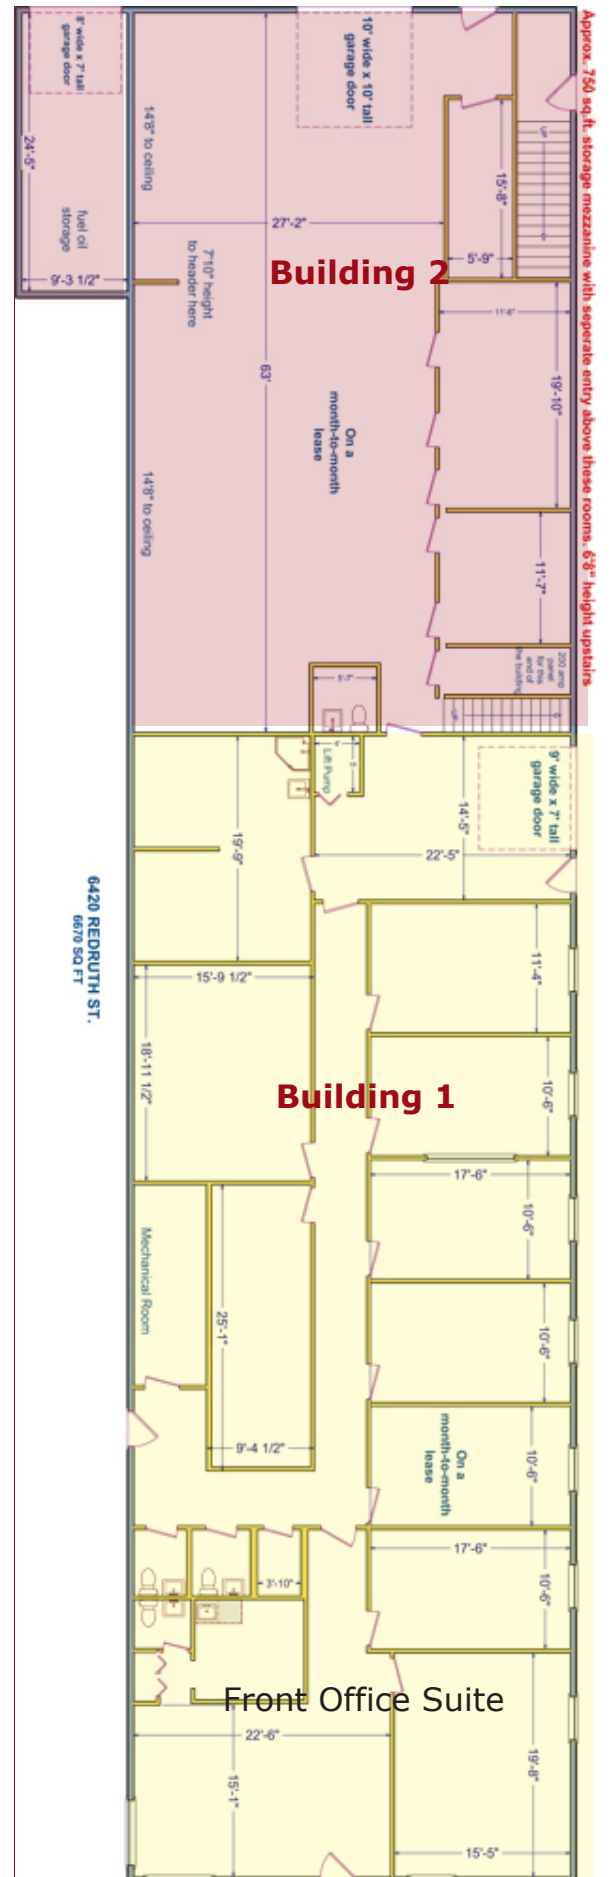 8' wide x 7' tall
garage door
10' wide x 10' tall
garage door
Approx. 750 sq.ft. storage mezzanine with seperate entry above these rooms. 6'8" height upstairs
14'8" to ceiling
24'-5"
UP
15'-8"
fuel oil
storage
27'-2"
5'-9"
9'-3 1/2"
7'10" height
to header here
Building 2
11'-6"
63'
19'-10"
On a
month-to-month
lease
14'8" to ceiling
11'-7"
200 amp
panel
for this
end of
the building
5'-7"
UP
4'
5'
Lift Pump
9' wide x 7' tall
garage door
14'-5"
19'-9"
22'-5"
6420 REDRUTH ST.
6670 SQ FT
11'-4"
15'-9 1/2"
18'-11 1/2"
Building 1
10'-6"
17'-6"
10'-6"
Mechanical Room
25'-1"
10'-6"
On a
month-to-month
lease
10'-6"
9'-4 1/2"
17'-6"
10'-6"
3'-10"
Front Office Suite
22'-6"
15'-1"
19'-8"
15'-5"